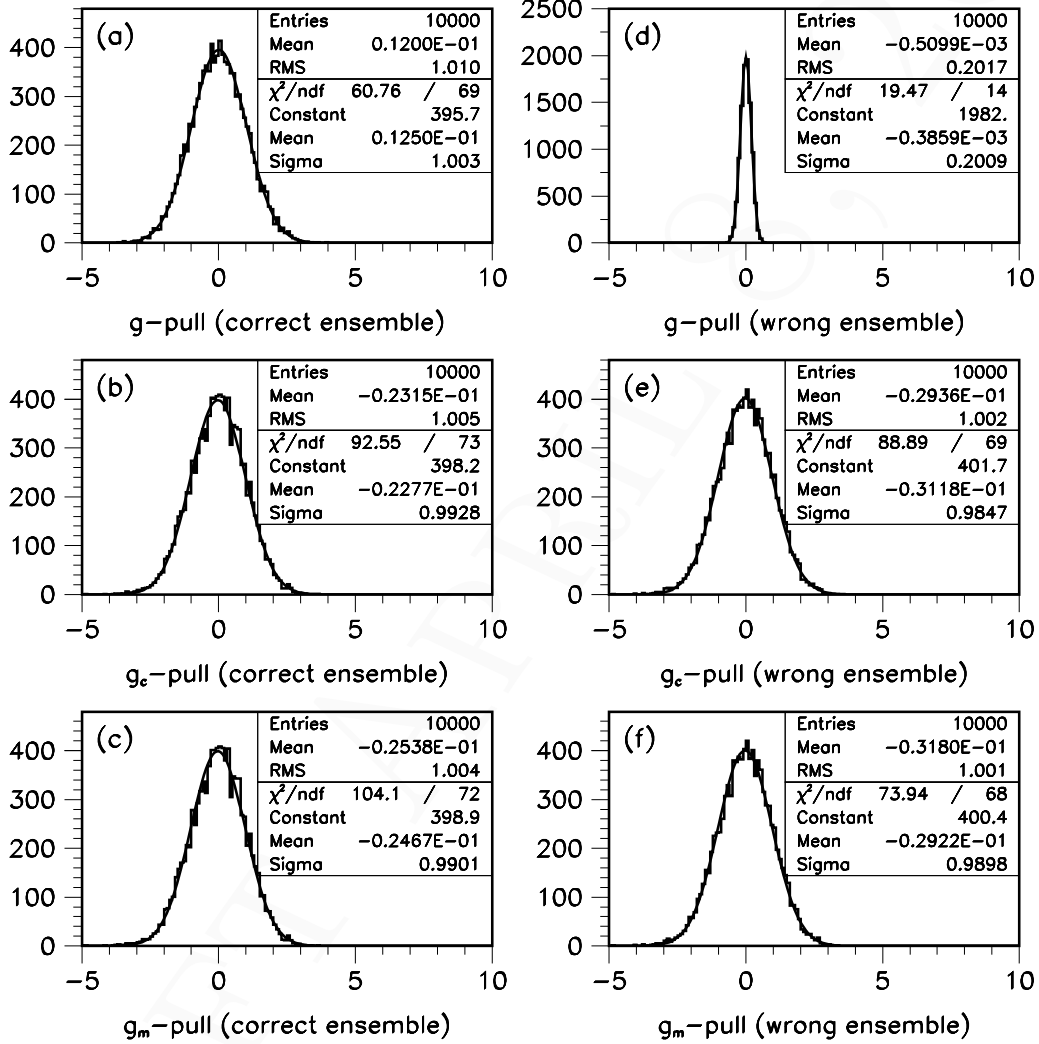 (a)
Entries 10000
Mean 0.1200E−01
RMS 1.010
χ²/ndf 60.76 / 69
Constant 395.7
Mean 0.1250E−01
Sigma 1.003
400
300
200
100
0
−5 0 5 10
g−pull (correct ensemble)
(d)
Entries 10000
Mean −0.5099E−03
RMS 0.2017
χ²/ndf 19.47 / 14
Constant 1982.
Mean −0.3859E−03
Sigma 0.2009
2500
2000
1500
1000
500
0
−5 0 5 10
g−pull (wrong ensemble)
(b)
Entries 10000
Mean −0.2315E−01
RMS 1.005
χ²/ndf 92.55 / 73
Constant 398.2
Mean −0.2277E−01
Sigma 0.9928
400
300
200
100
0
−5 0 5 10
g_c−pull (correct ensemble)
(e)
Entries 10000
Mean −0.2936E−01
RMS 1.002
χ²/ndf 88.89 / 69
Constant 401.7
Mean −0.3118E−01
Sigma 0.9847
400
300
200
100
0
−5 0 5 10
g_c−pull (wrong ensemble)
(c)
Entries 10000
Mean −0.2538E−01
RMS 1.004
χ²/ndf 104.1 / 72
Constant 398.9
Mean −0.2467E−01
Sigma 0.9901
400
300
200
100
0
−5 0 5 10
g_m−pull (correct ensemble)
(f)
Entries 10000
Mean −0.3180E−01
RMS 1.001
χ²/ndf 73.94 / 68
Constant 400.4
Mean −0.2922E−01
Sigma 0.9898
400
300
200
100
0
−5 0 5 10
g_m−pull (wrong ensemble)
APRIL 8, 2